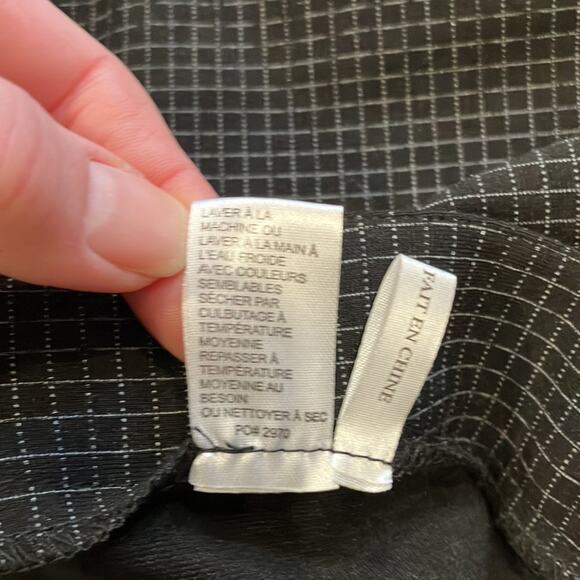 LAVER À LA
MACHINE OU
LAVER À LA MAIN À
L'EAU FROIDE
AVEC COULEURS
SEMBLABLES
SÉCHER PAR
CULBUTAGE À
TEMPÉRATURE
MOYENNE
REPASSER À
TEMPÉRATURE
MOYENNE AU
BESOIN
OU NETTOYER À SEC
PO# 2970
FAIT EN CHINE